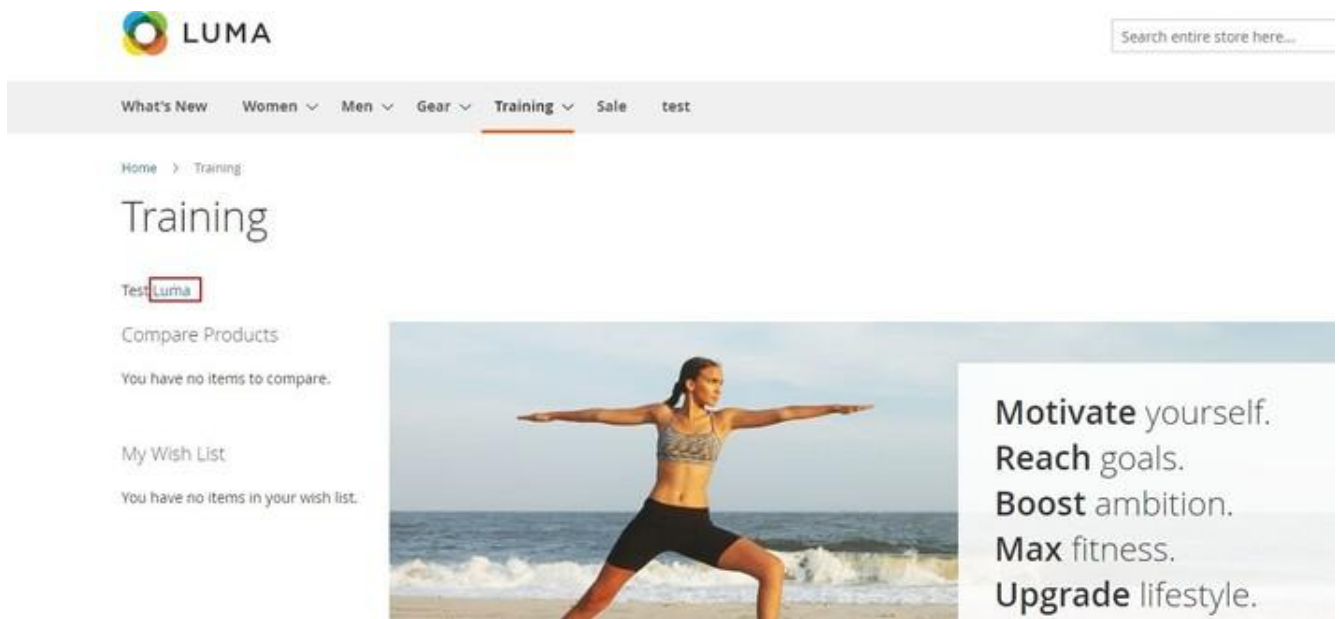 LUMA
Search entire store here...
What's New Women Men Gear Training Sale test
Home > Training
Training
Test Luma
Compare Products
You have no items to compare.
My Wish List
You have no items in your wish list.
Motivate yourself.
Reach goals.
Boost ambition.
Max fitness.
Upgrade lifestyle.